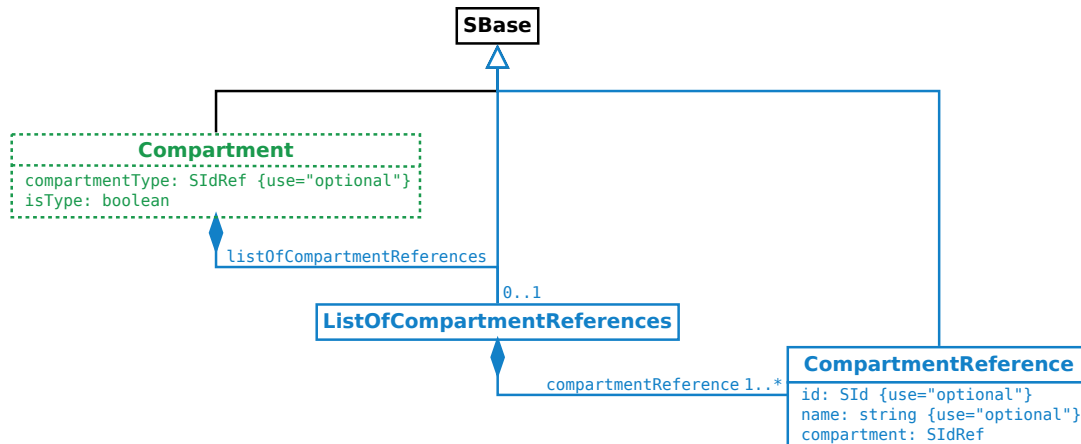 SBase
Compartment
compartmentType: SIdRef {use="optional"}
isType: boolean
listOfCompartmentReferences
0..1
ListOfCompartmentReferences
compartmentReference 1..*
CompartmentReference
id: SId {use="optional"}
name: string {use="optional"}
compartment: SIdRef